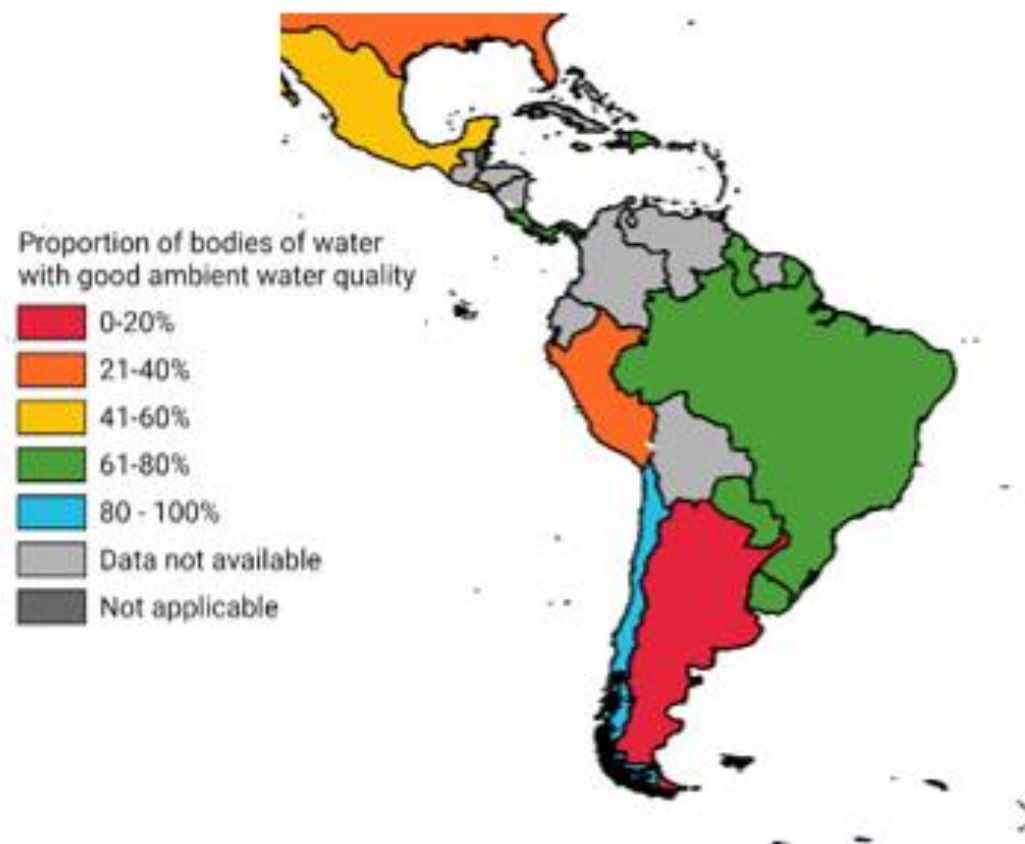 Proportion of bodies of water
with good ambient water quality
0-20%
21-40%
41-60%
61-80%
80 - 100%
Data not available
Not applicable